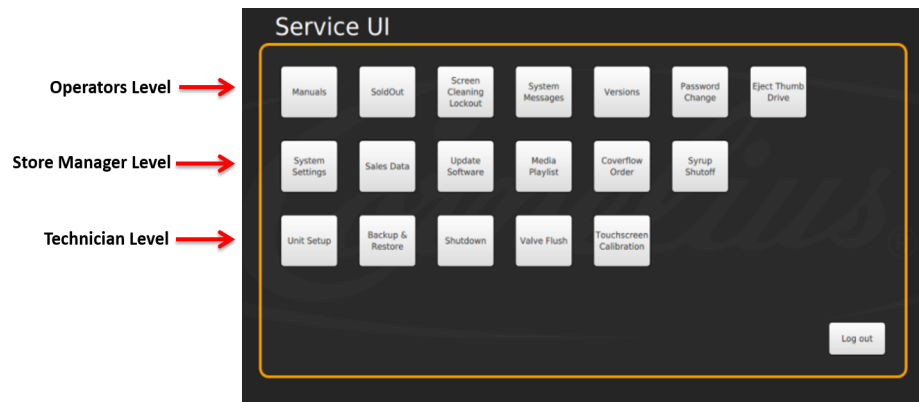 Service UI
Operators Level
Manuals
SoldOut
Screen
Cleaning
Lockout
System
Messages
Versions
Password
Change
Eject Thumb
Drive
Store Manager Level
System
Settings
Sales Data
Update
Software
Media
Playlist
Coverflow
Order
Syrup
Shutoff
Technician Level
Unit Setup
Backup &
Restore
Shutdown
Valve Flush
Touchscreen
Calibration
Cornelius
Log out